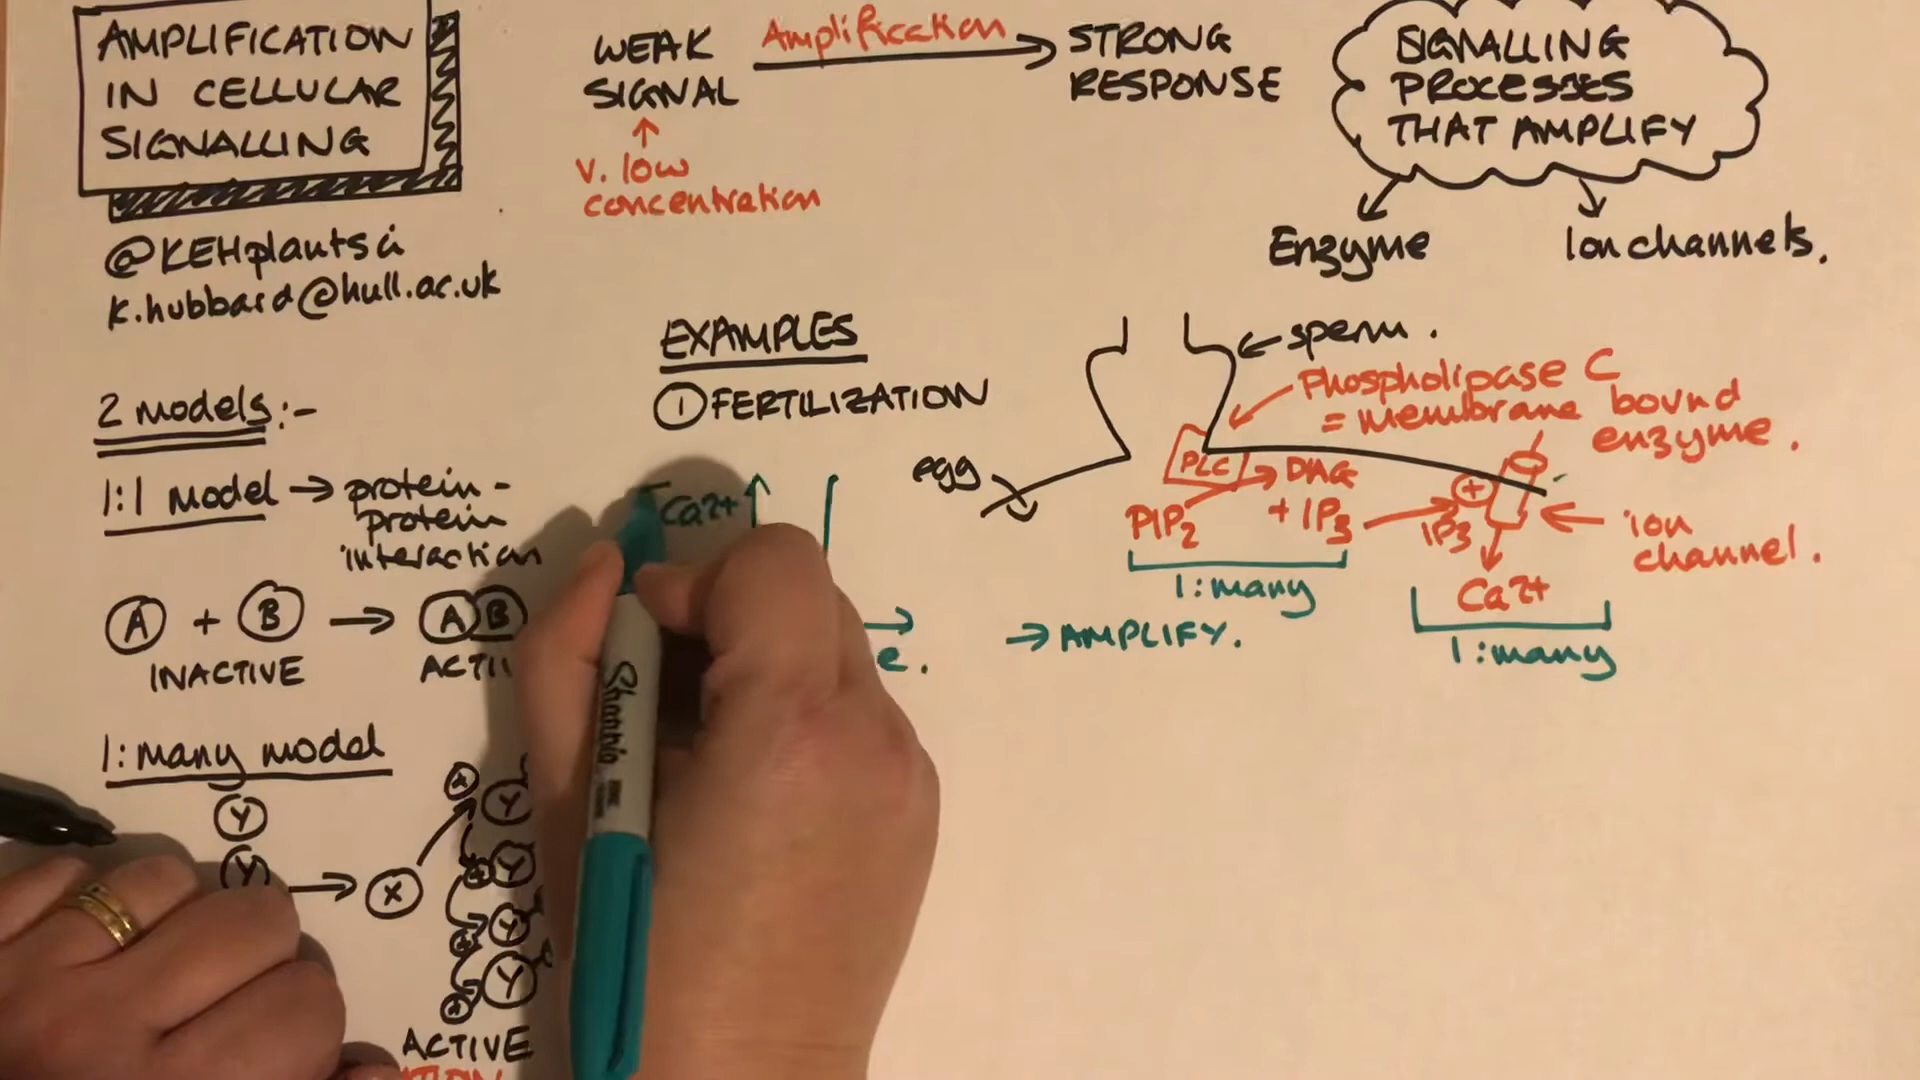 AMPLIFICATION
IN CELLULAR
SIGNALLING
@KEHplantsci
k.hubbard@hull.ac.uk
WEAK
SIGNAL
Amplification
STRONG
RESPONSE
v. low
concentration
SIGNALLING
PROCESSES
THAT AMPLIFY
Enzyme
Ion channels.
2 models:-
1:1 model → protein-
protein
interaction
A + B → AB
INACTIVE
1:many model
Y
Y
→ X
+ Y
+ Y
+ Y
+ Y
ACTIVE
EXAMPLES
① FERTILIZATION
sperm.
Phospholipase C
= membrane bound
enzyme.
egg
PLC
DAG
PIP2
+ IP3
+
IP3
ion
channel.
Ca2+
1:many
1:many
→ AMPLIFY.
Ca2+
Sharpie